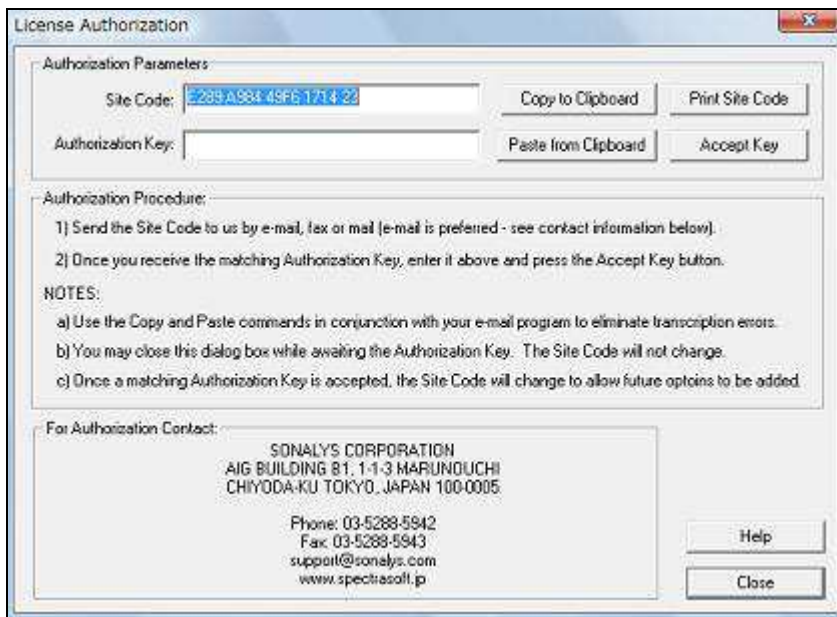 License Authorization
Authorization Parameters
Site Code: E289 A984 49F6 1714 22 Copy to Clipboard Print Site Code
Authorization Key: Paste from Clipboard Accept Key
Authorization Procedure:
1) Send the Site Code to us by e-mail, fax or mail (e-mail is preferred - see contact information below).
2) Once you receive the matching Authorization Key, enter it above and press the Accept Key button.
NOTES:
a) Use the Copy and Paste commands in conjunction with your e-mail program to eliminate transcription errors.
b) You may close this dialog box while awaiting the Authorization Key. The Site Code will not change.
c) Once a matching Authorization Key is accepted, the Site Code will change to allow future optoins to be added.
For Authorization Contact:
SONALYS CORPORATION
AIG BUILDING B1, 1-1-3 MARUNOUCHI
CHIYODA-KU TOKYO, JAPAN 100-0005
Phone: 03-5288-5942
Fax: 03-5288-5943
support@sonalys.com
www.spectrasoft.jp
Help
Close